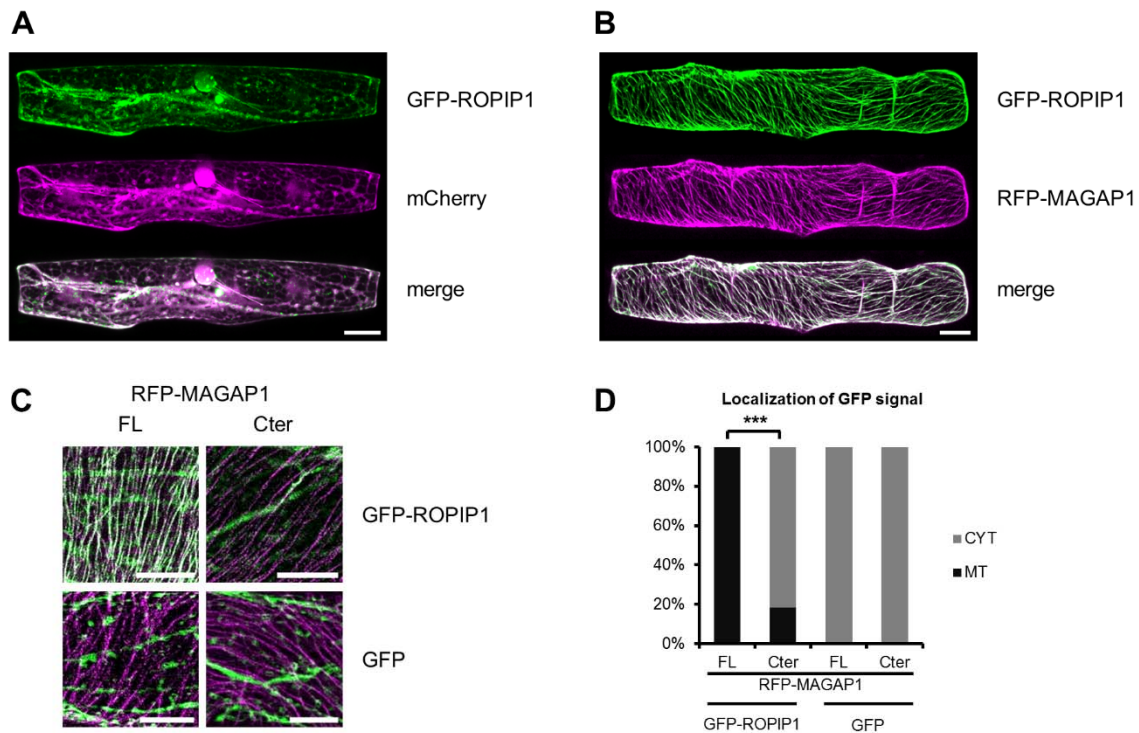 A
GFP-ROPIP1
mCherry
merge
B
GFP-ROPIP1
RFP-MAGAP1
merge
C
RFP-MAGAP1
FL Cter
GFP-ROPIP1
GFP
D
Localization of GFP signal
***
100%
80%
60%
40%
20%
0%
CYT
MT
FL Cter FL Cter
RFP-MAGAP1
GFP-ROPIP1 GFP